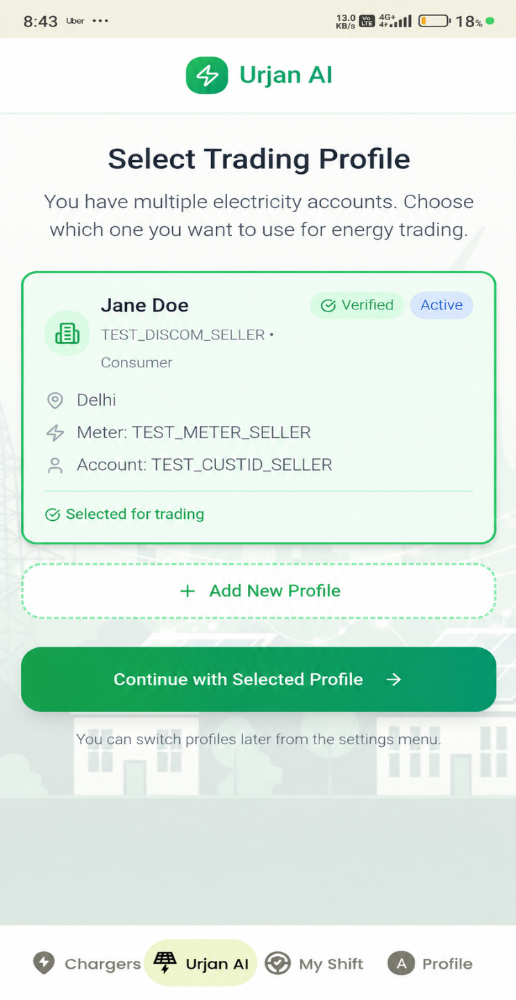 8:43 Uber ••• 13.0 KB/s Vo LTE 4G+ 18%
Urjan AI
Select Trading Profile
You have multiple electricity accounts. Choose
which one you want to use for energy trading.
Jane Doe Verified Active
TEST_DISCOM_SELLER •
Consumer
Delhi
Meter: TEST_METER_SELLER
Account: TEST_CUSTID_SELLER
Selected for trading
+ Add New Profile
Continue with Selected Profile →
You can switch profiles later from the settings menu.
Chargers Urjan AI My Shift A Profile